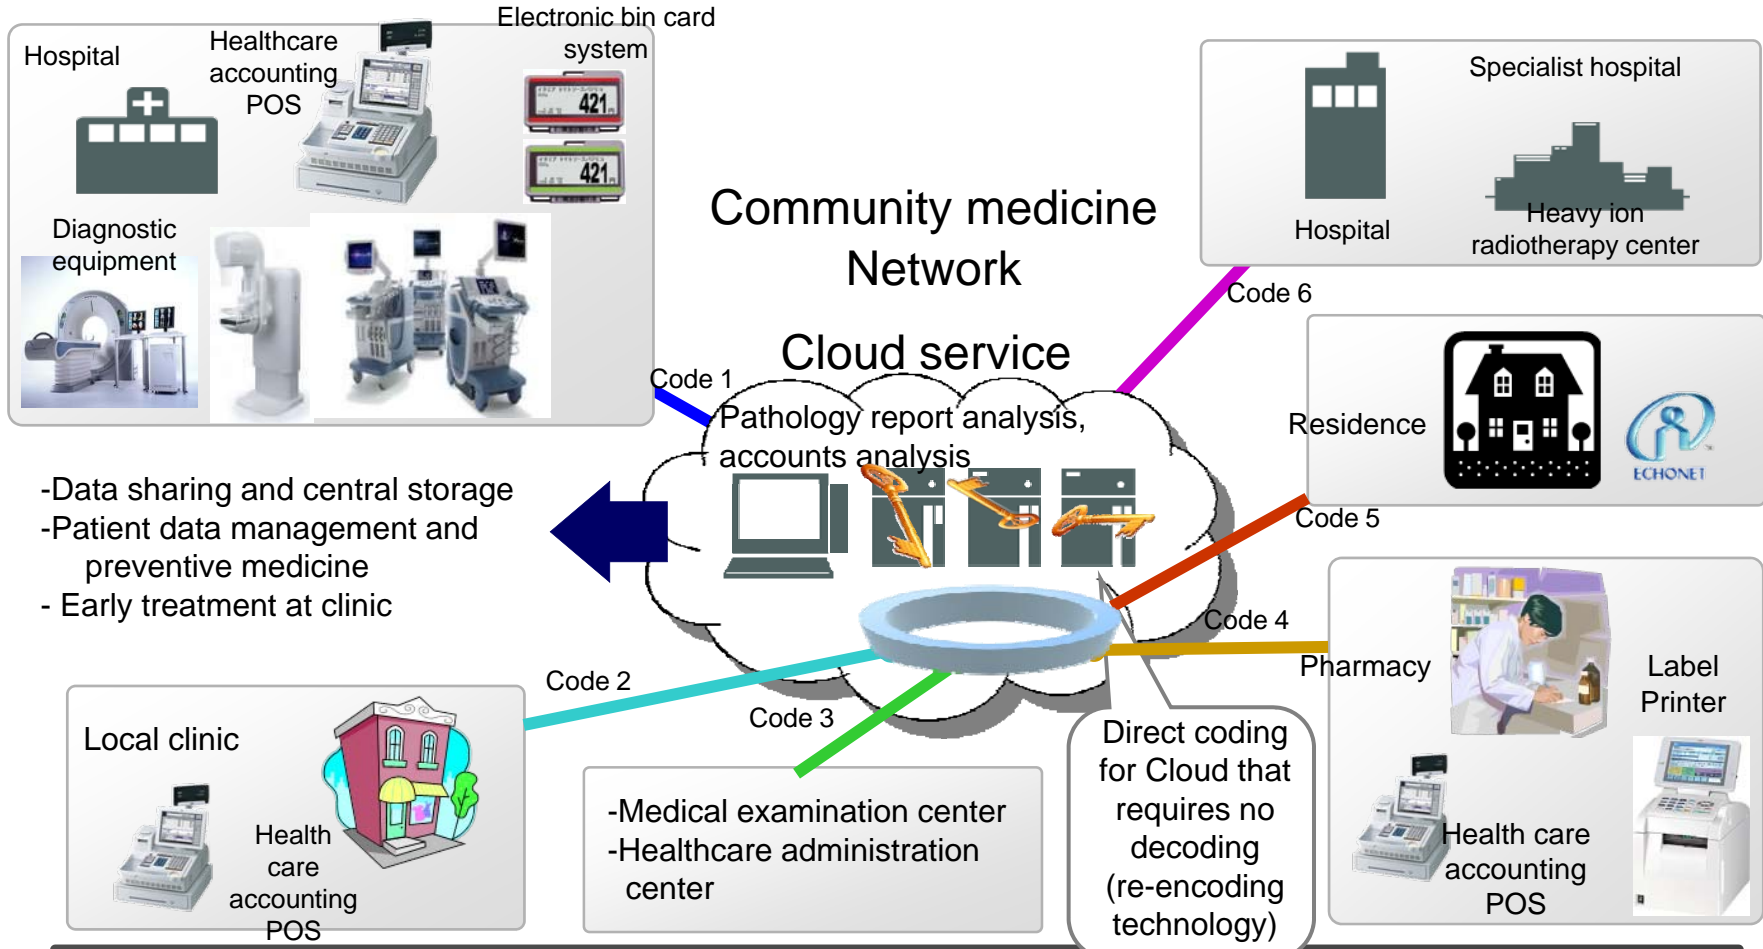 Hospital
Healthcare
accounting
POS
Electronic bin card
system
421
421
Diagnostic
equipment
Community medicine
Network
Cloud service
Pathology report analysis,
accounts analysis
Specialist hospital
Hospital
Heavy ion
radiotherapy center
Code 6
Code 1
Residence
ECHONET
Code 5
-Data sharing and central storage
-Patient data management and
preventive medicine
- Early treatment at clinic
Code 4
Pharmacy
Label
Printer
Health care
accounting
POS
Code 2
Code 3
Local clinic
Health
care
accounting
POS
-Medical examination center
-Healthcare administration
center
Direct coding
for Cloud that
requires no
decoding
(re-encoding
technology)